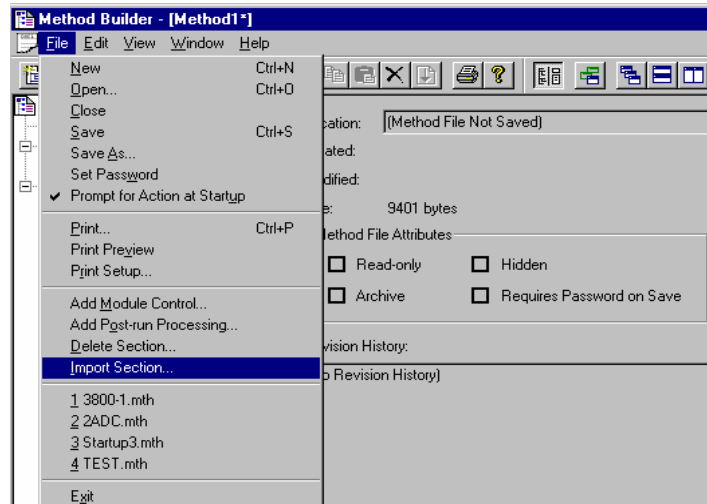 Method Builder - [Method1*]
File Edit View Window Help
New Ctrl+N
Open... Ctrl+O
Close
Save Ctrl+S
Save As...
Set Password
Prompt for Action at Startup
Print... Ctrl+P
Print Preview
Print Setup...
Add Module Control...
Add Post-run Processing...
Delete Section...
Import Section...
1 3800-1.mth
2 2ADC.mth
3 Startup3.mth
4 TEST.mth
Exit
cation: (Method File Not Saved)
ated:
dified:
e: 9401 bytes
lethod File Attributes
Read-only Hidden
Archive Requires Password on Save
vision History:
o Revision History)